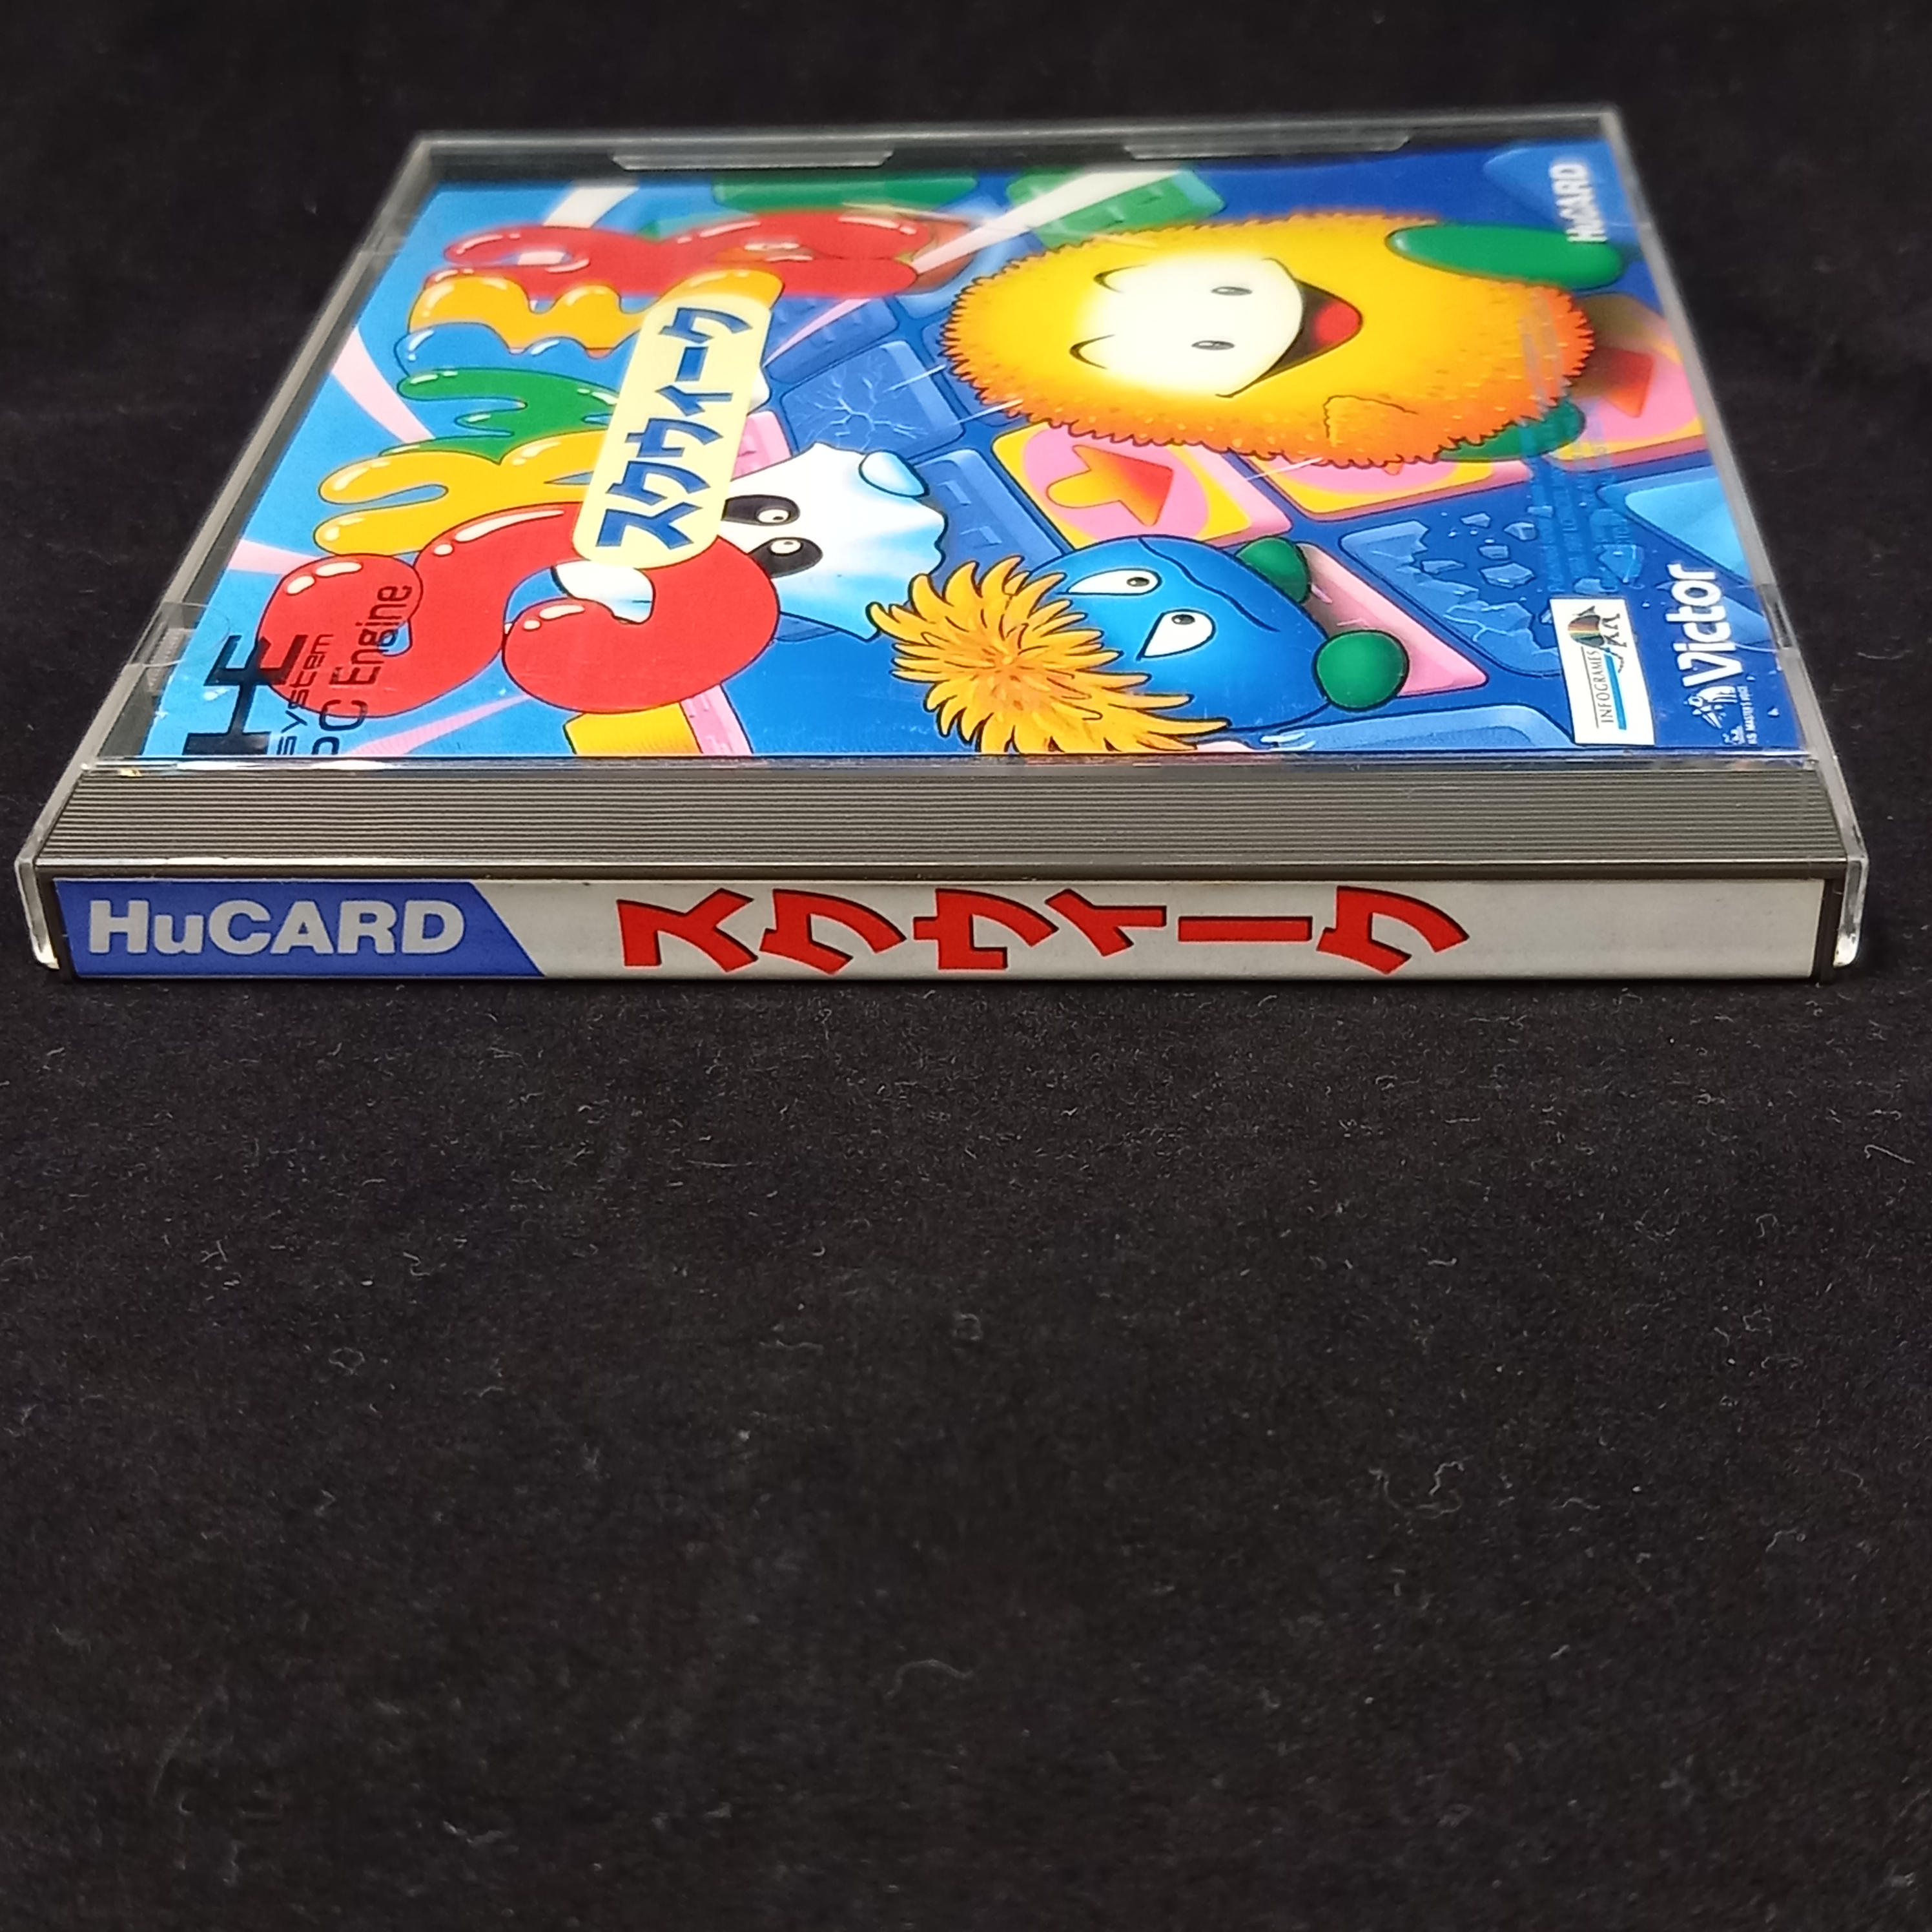 SKWEEK
スクウィーク
HE system
PC Engine
HuCARD
INFOGRAMES
Victor
HuCARD
スクウィーク